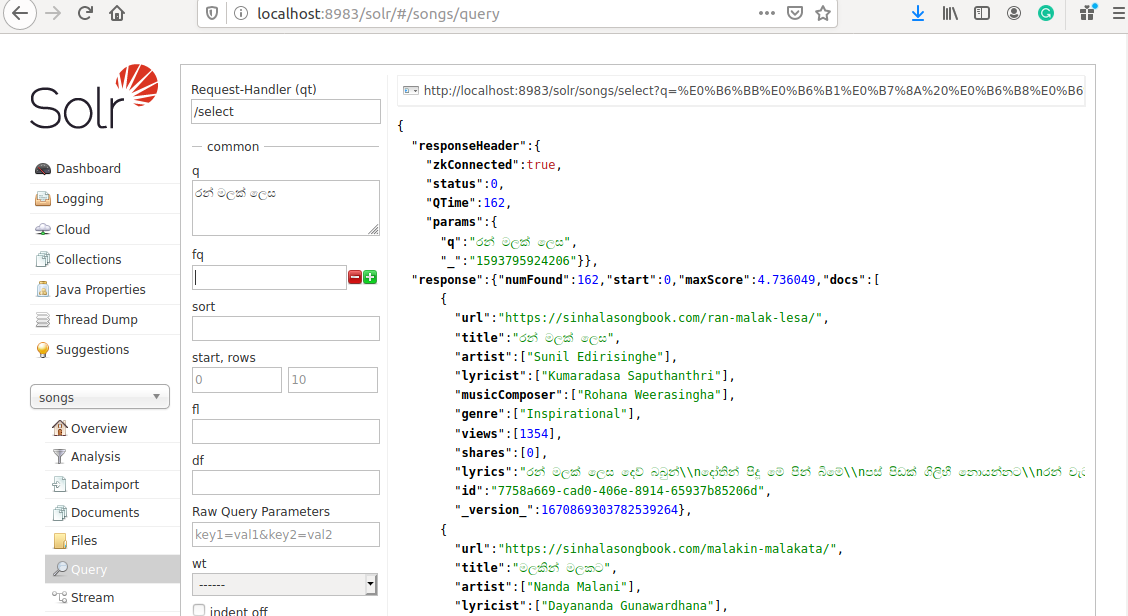 localhost:8983/solr/#/songs/query
Solr
Dashboard
Logging
Cloud
Collections
Java Properties
Thread Dump
Suggestions
songs
Overview
Analysis
Dataimport
Documents
Files
Query
Stream
Request-Handler (qt)
/select
common
q
රන් මලක් ලෙස
fq
sort
start, rows
0 10
fl
df
Raw Query Parameters
key1=val1&key2=val2
wt
------
indent off
http://localhost:8983/solr/songs/select?q=%E0%B6%BB%E0%B6%B1%E0%B7%8A%20%E0%B6%B8%E0%B6
{
"responseHeader":{
"zkConnected":true,
"status":0,
"QTime":162,
"params":{
"q":"රන් මලක් ලෙස",
"_":"1593795924206"}},
"response":{"numFound":162,"start":0,"maxScore":4.736049,"docs":[
{
"url":"https://sinhalasongbook.com/ran-malak-lesa/",
"title":"රන් මලක් ලෙස",
"artist":["Sunil Edirisinghe"],
"lyricist":["Kumaradasa Saputhanthri"],
"musicComposer":["Rohana Weerasingha"],
"genre":["Inspirational"],
"views":[1354],
"shares":[0],
"lyrics":"රන් මලක් ලෙස දෙව් බබුන්\\nදෝතින් පිදු මේ පින් බිමේ\\nපස් පිඩක් ගිලිහී නොයන්නට\\nරන් වැට
"id":"7758a669-cad0-406e-8914-65937b85206d",
"_version_":1670869303782539264},
{
"url":"https://sinhalasongbook.com/malakin-malakata/",
"title":"මලකින් මලකට",
"artist":["Nanda Malani"],
"lyricist":["Dayananda Gunawardhana"],